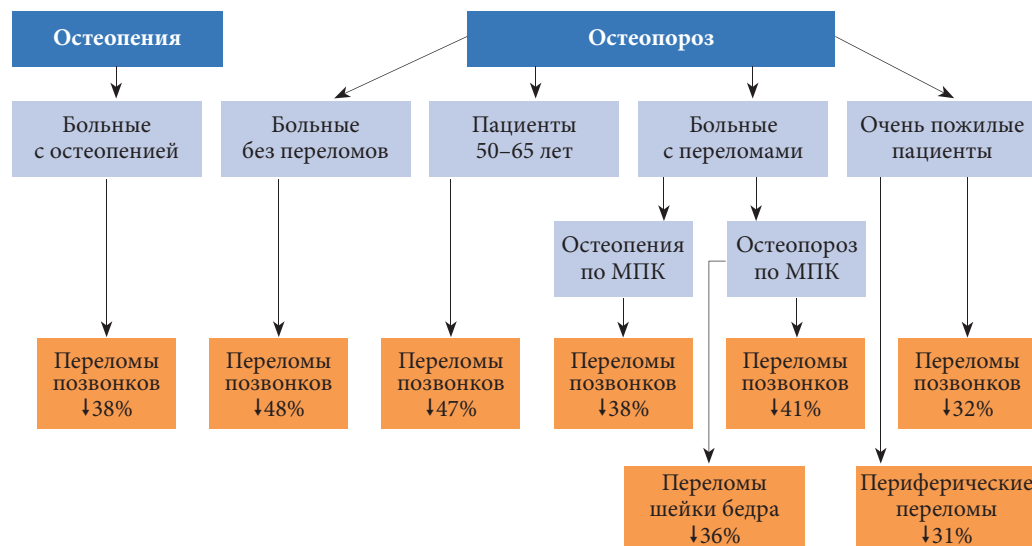 Остеопения
Остеопороз
Больные
с остеопенией
Больные
без переломов
Пациенты
50–65 лет
Больные
с переломами
Очень пожилые
пациенты
Остеопения
по МПК
Остеопороз
по МПК
Переломы
позвонков
↓38%
Переломы
позвонков
↓48%
Переломы
позвонков
↓47%
Переломы
позвонков
↓38%
Переломы
позвонков
↓41%
Переломы
позвонков
↓32%
Переломы
шейки бедра
↓36%
Периферические
переломы
↓31%